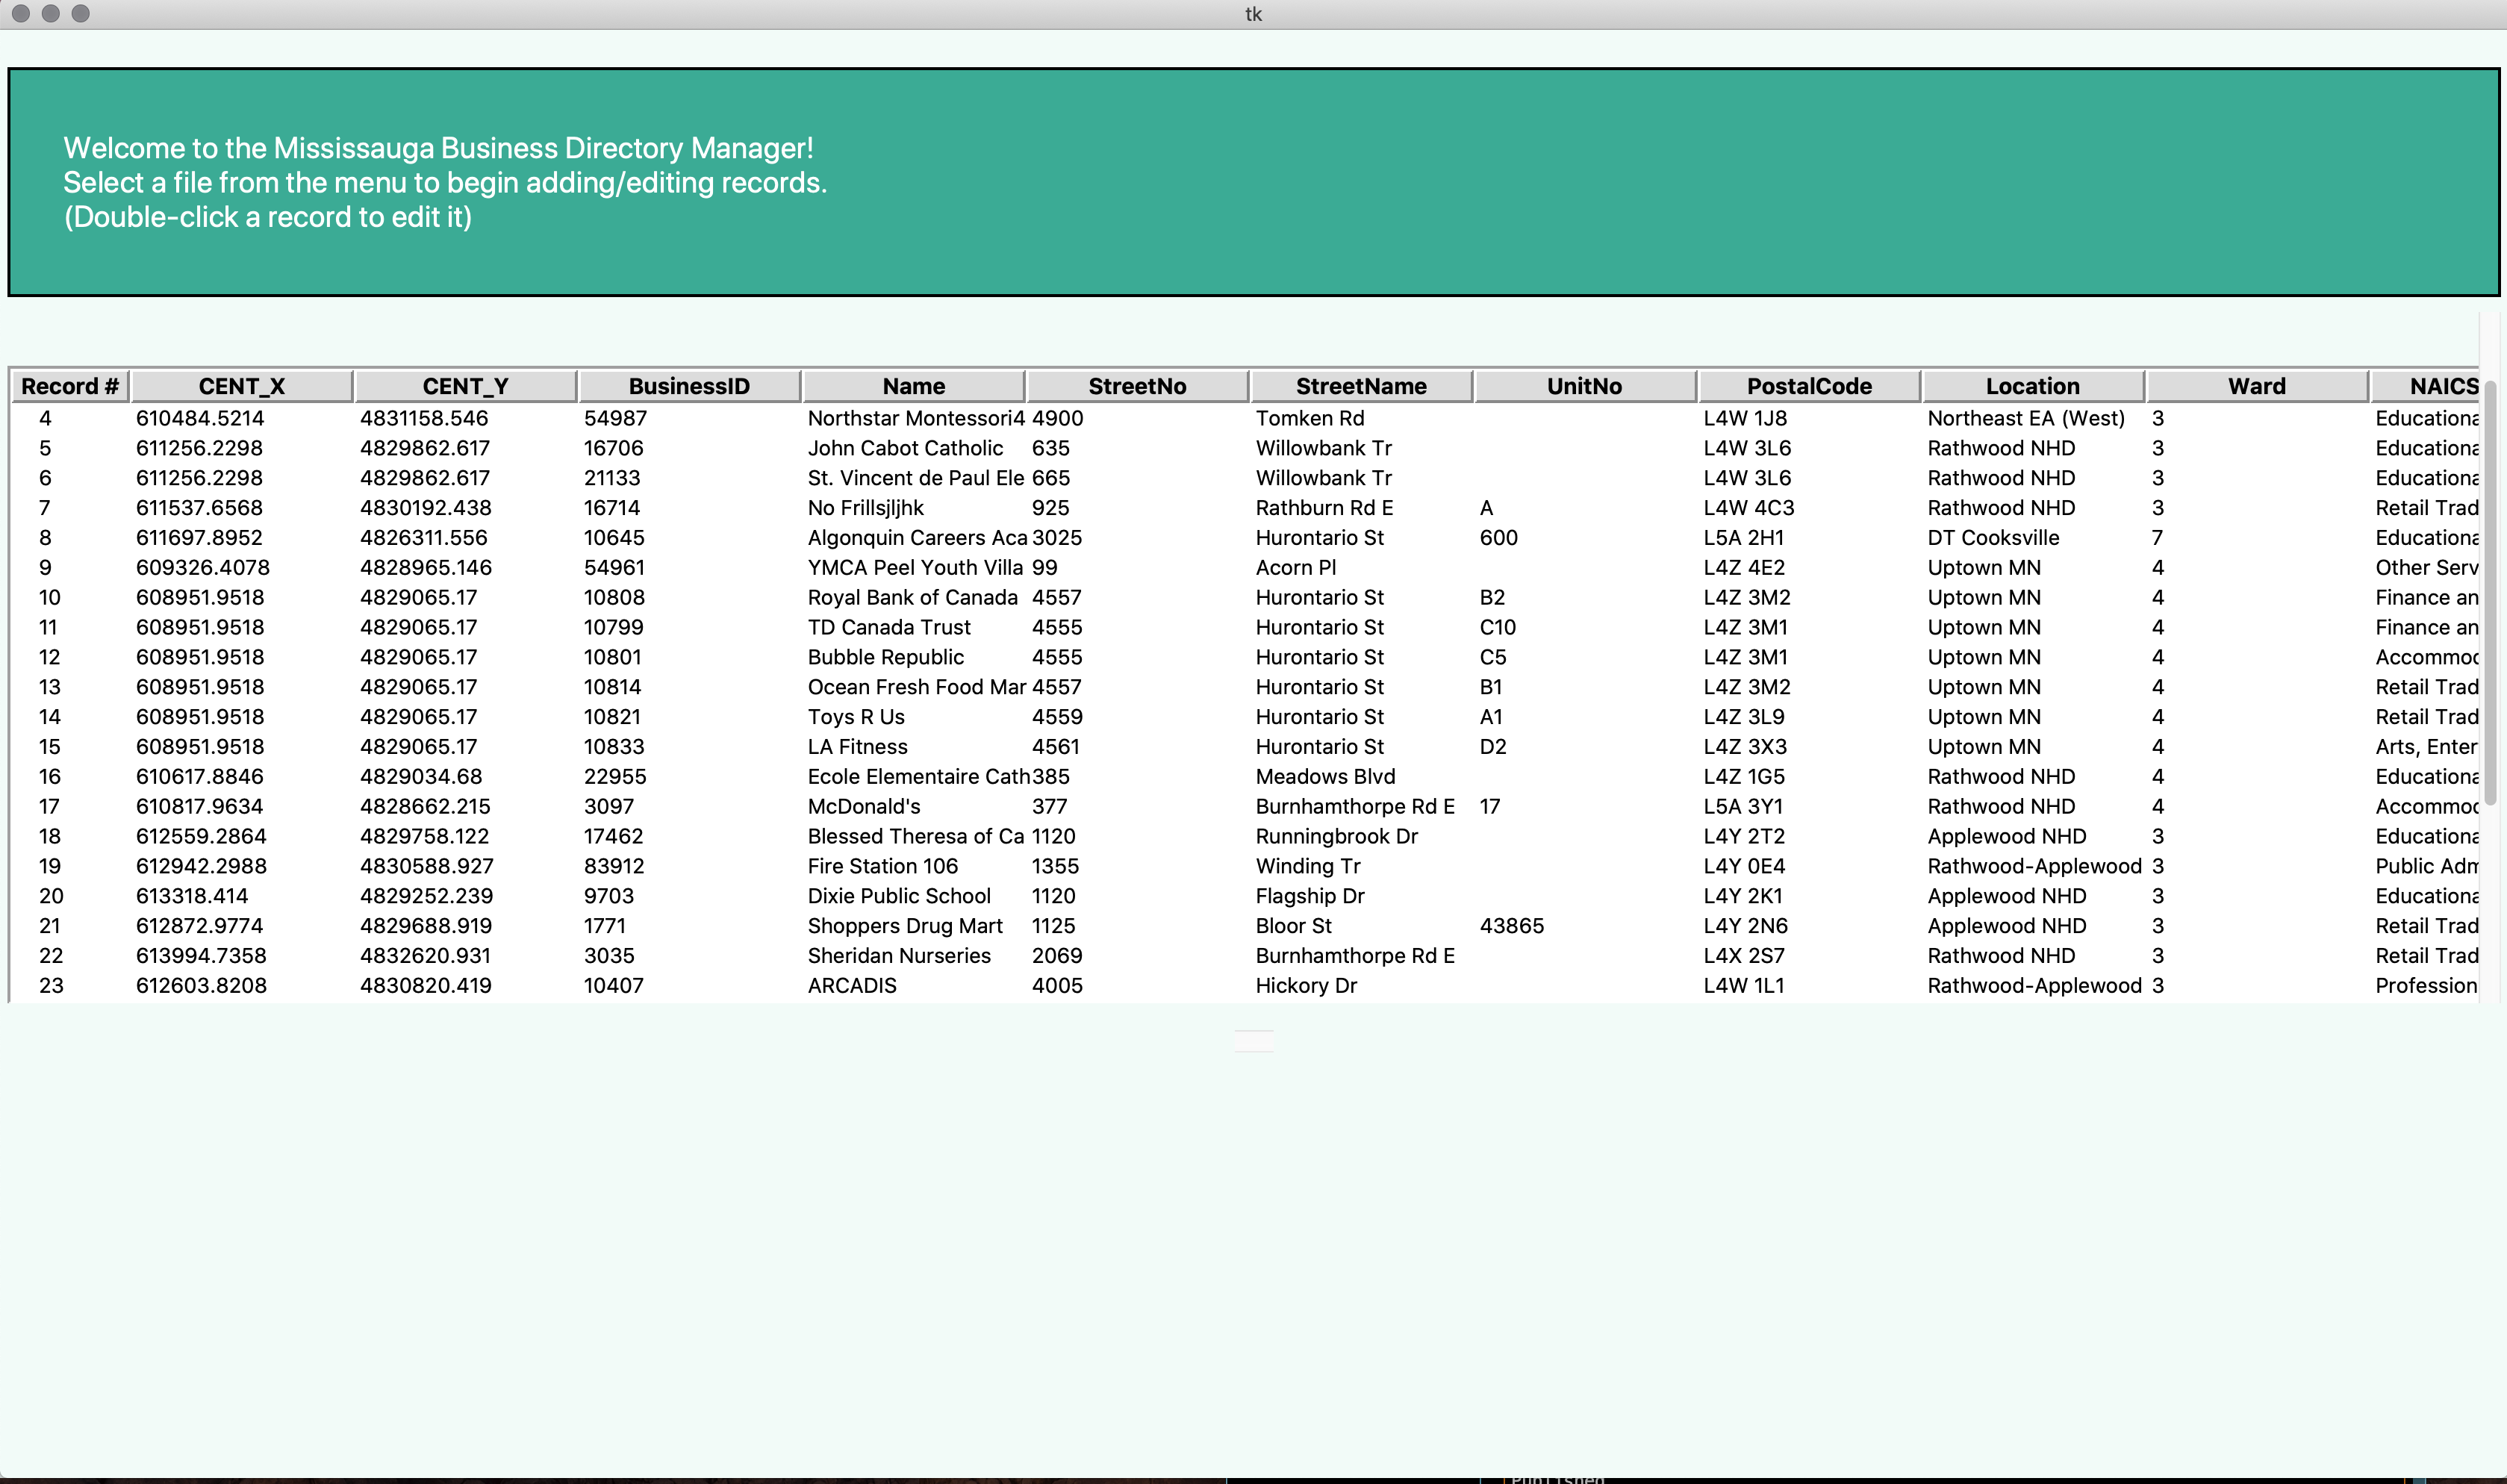 tk
Welcome to the Mississauga Business Directory Manager!
Select a file from the menu to begin adding/editing records.
(Double-click a record to edit it)
Record # CENT_X CENT_Y BusinessID Name StreetNo StreetName UnitNo PostalCode Location Ward NAICS
4 610484.5214 4831158.546 54987 Northstar Montessori4 4900 Tomken Rd L4W 1J8 Northeast EA (West) 3 Educationa
5 611256.2298 4829862.617 16706 John Cabot Catholic 635 Willowbank Tr L4W 3L6 Rathwood NHD 3 Educationa
6 611256.2298 4829862.617 21133 St. Vincent de Paul Ele 665 Willowbank Tr L4W 3L6 Rathwood NHD 3 Educationa
7 611537.6568 4830192.438 16714 No Frillsjljhk 925 Rathburn Rd E A L4W 4C3 Rathwood NHD 3 Retail Trad
8 611697.8952 4826311.556 10645 Algonquin Careers Aca 3025 Hurontario St 600 L5A 2H1 DT Cooksville 7 Educationa
9 609326.4078 4828965.146 54961 YMCA Peel Youth Villa 99 Acorn Pl L4Z 4E2 Uptown MN 4 Other Serv
10 608951.9518 4829065.17 10808 Royal Bank of Canada 4557 Hurontario St B2 L4Z 3M2 Uptown MN 4 Finance an
11 608951.9518 4829065.17 10799 TD Canada Trust 4555 Hurontario St C10 L4Z 3M1 Uptown MN 4 Finance an
12 608951.9518 4829065.17 10801 Bubble Republic 4555 Hurontario St C5 L4Z 3M1 Uptown MN 4 Accommoc
13 608951.9518 4829065.17 10814 Ocean Fresh Food Mar 4557 Hurontario St B1 L4Z 3M2 Uptown MN 4 Retail Trad
14 608951.9518 4829065.17 10821 Toys R Us 4559 Hurontario St A1 L4Z 3L9 Uptown MN 4 Retail Trad
15 608951.9518 4829065.17 10833 LA Fitness 4561 Hurontario St D2 L4Z 3X3 Uptown MN 4 Arts, Enter
16 610617.8846 4829034.68 22955 Ecole Elementaire Cath 385 Meadows Blvd L4Z 1G5 Rathwood NHD 4 Educationa
17 610817.9634 4828662.215 3097 McDonald's 377 Burnhamthorpe Rd E 17 L5A 3Y1 Rathwood NHD 4 Accommoc
18 612559.2864 4829758.122 17462 Blessed Theresa of Ca 1120 Runningbrook Dr L4Y 2T2 Applewood NHD 3 Educationa
19 612942.2988 4830588.927 83912 Fire Station 106 1355 Winding Tr L4Y 0E4 Rathwood-Applewood 3 Public Adm
20 613318.414 4829252.239 9703 Dixie Public School 1120 Flagship Dr L4Y 2K1 Applewood NHD 3 Educationa
21 612872.9774 4829688.919 1771 Shoppers Drug Mart 1125 Bloor St 43865 L4Y 2N6 Applewood NHD 3 Retail Trad
22 613994.7358 4832620.931 3035 Sheridan Nurseries 2069 Burnhamthorpe Rd E L4X 2S7 Rathwood NHD 3 Retail Trad
23 612603.8208 4830820.419 10407 ARCADIS 4005 Hickory Dr L4W 1L1 Rathwood-Applewood 3 Profession